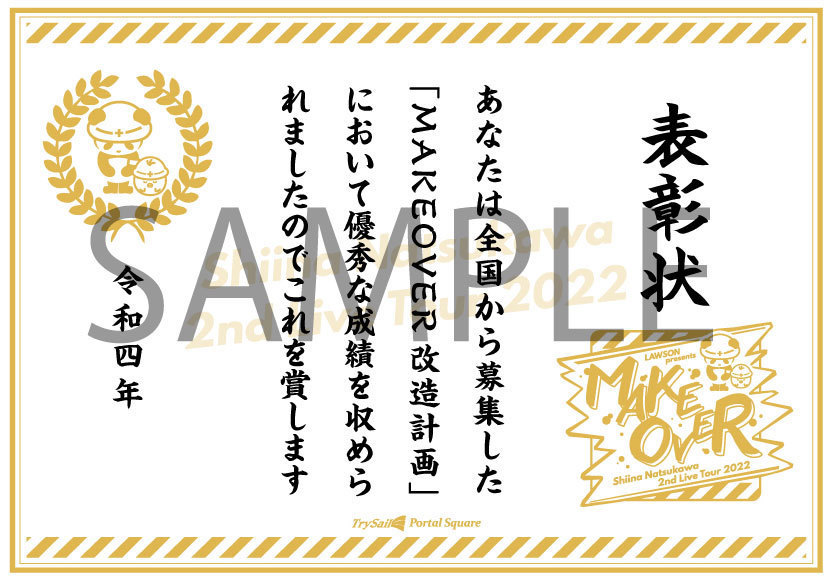 表彰状
あなたは全国から募集した
「MAKEOVER 改造計画」
において優秀な成績を収めら
れましたのでこれを賞します
令和四年
SAMPLE
Shiina Natsukawa
2nd Live Tour 2022
LAWSON
presents
MAKE
OVER
Shiina Natsukawa
2nd Live Tour 2022
TrySail Portal Square